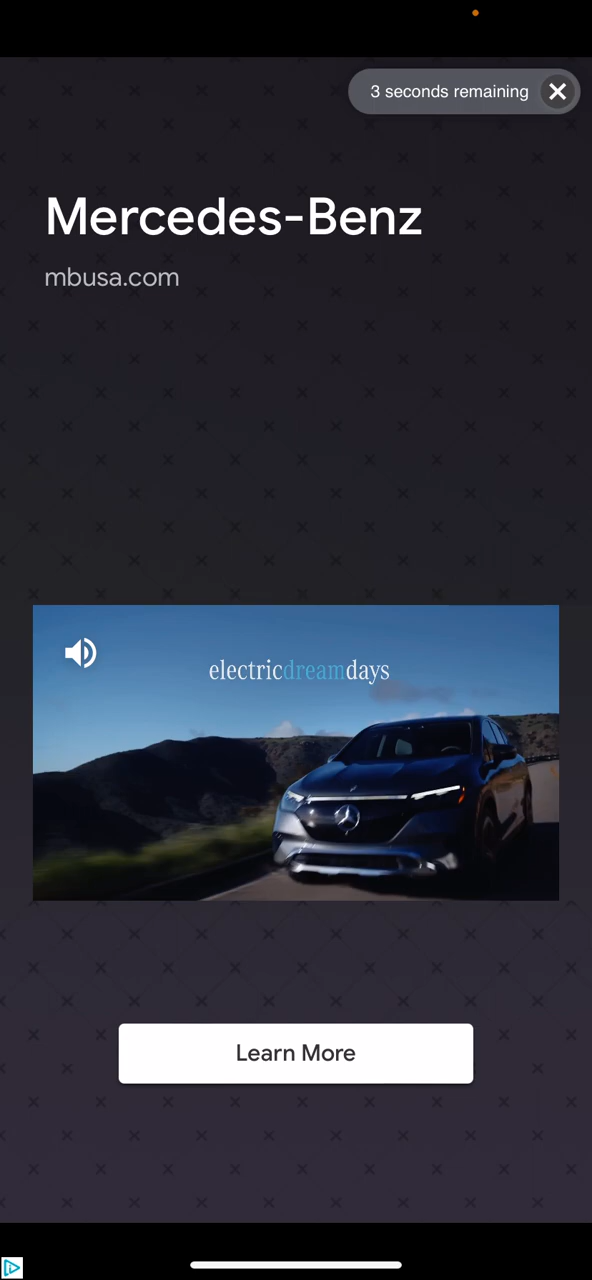 3 seconds remaining
Mercedes-Benz
mbusa.com
electricdreamdays
Learn More